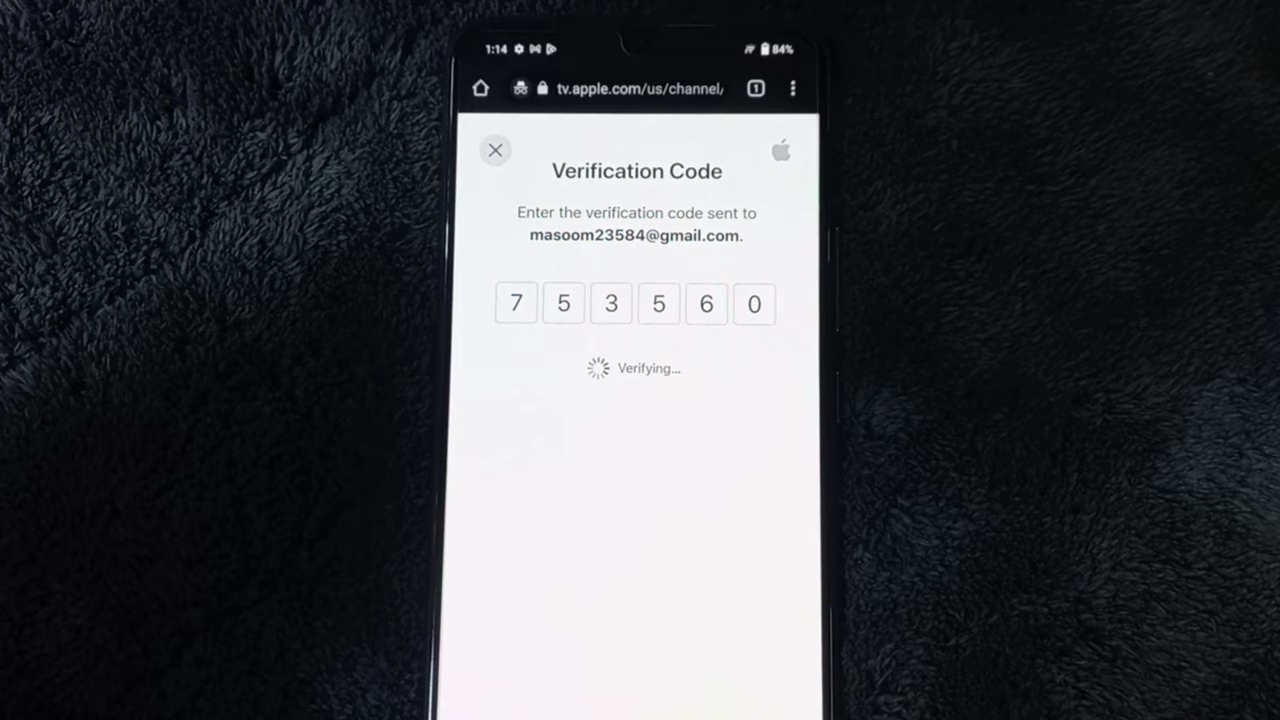 1:14 84%
tv.apple.com/us/channel/
1
Verification Code
Enter the verification code sent to
masoom23584@gmail.com.
7 5 3 5 6 0
Verifying...